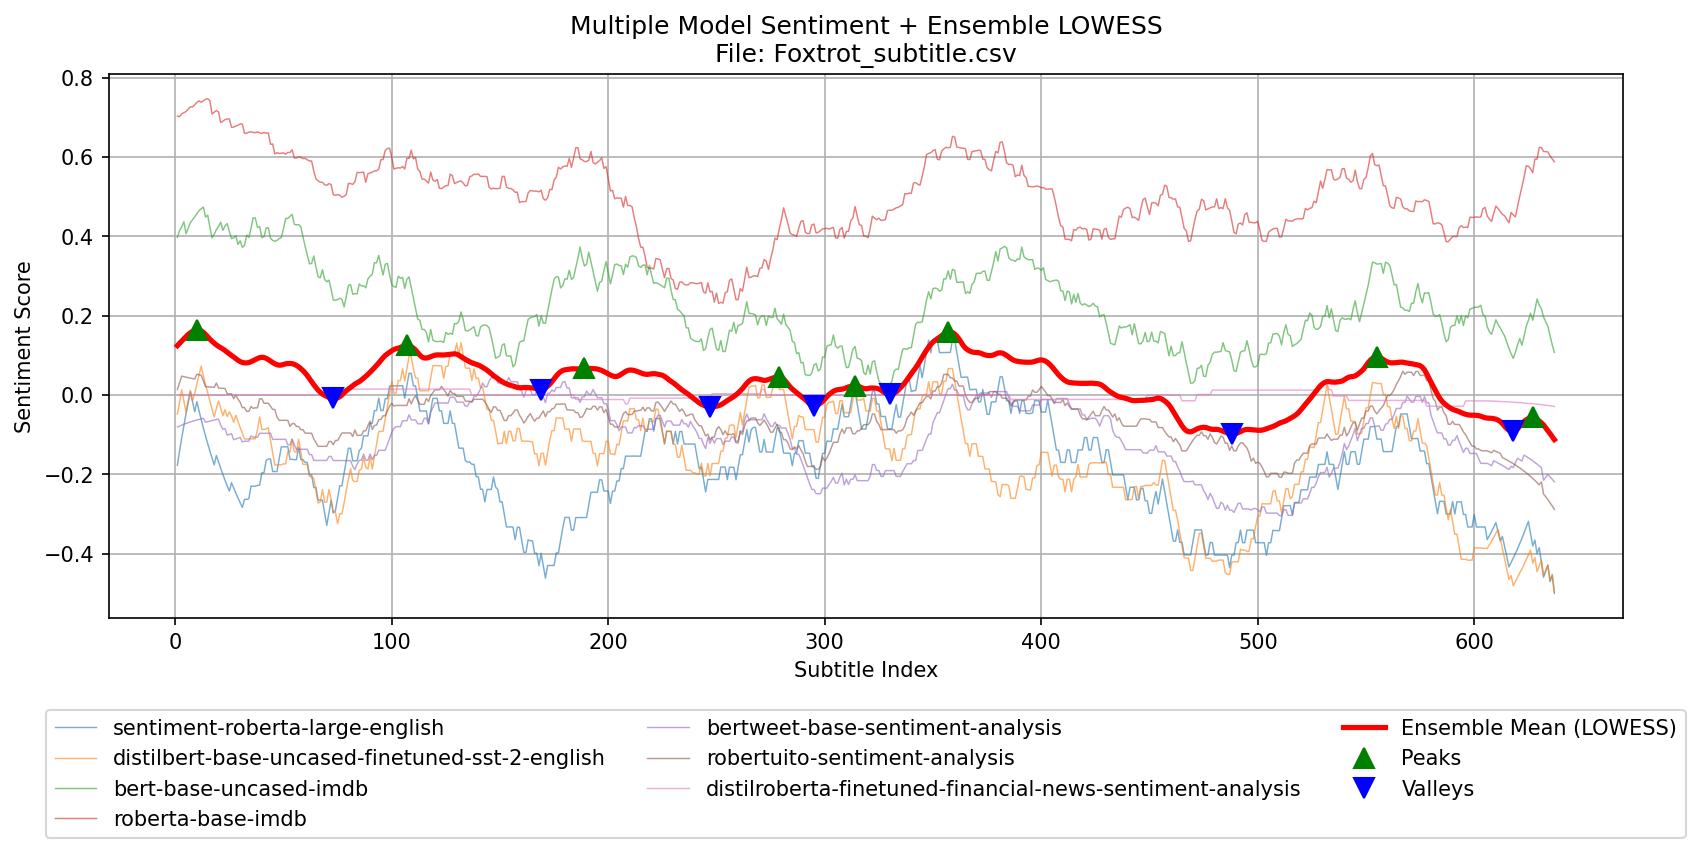 Multiple Model Sentiment + Ensemble LOWESS
File: Foxtrot_subtitle.csv
Sentiment Score
0.8
0.6
0.4
0.2
0.0
−0.2
−0.4
0 100 200 300 400 500 600
Subtitle Index
sentiment-roberta-large-english
distilbert-base-uncased-finetuned-sst-2-english
bert-base-uncased-imdb
roberta-base-imdb
bertweet-base-sentiment-analysis
robertuito-sentiment-analysis
distilroberta-finetuned-financial-news-sentiment-analysis
Ensemble Mean (LOWESS)
Peaks
Valleys